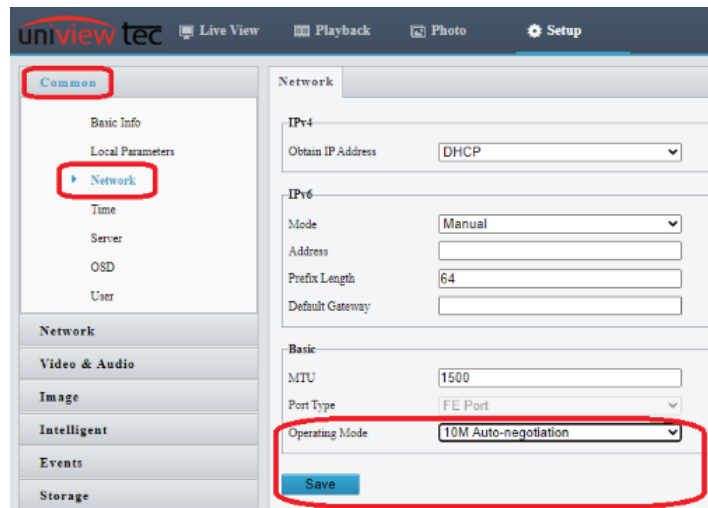 uniview tec Live View Playback Photo Setup
Common
Basic Info
Local Parameters
Network
Time
Server
OSD
User
Network
Video & Audio
Image
Intelligent
Events
Storage
Network
IPv4
Obtain IP Address DHCP
IPv6
Mode Manual
Address
Prefix Length 64
Default Gateway
Basic
MTU 1500
Port Type FE Port
Operating Mode 10M Auto-negotiation
Save